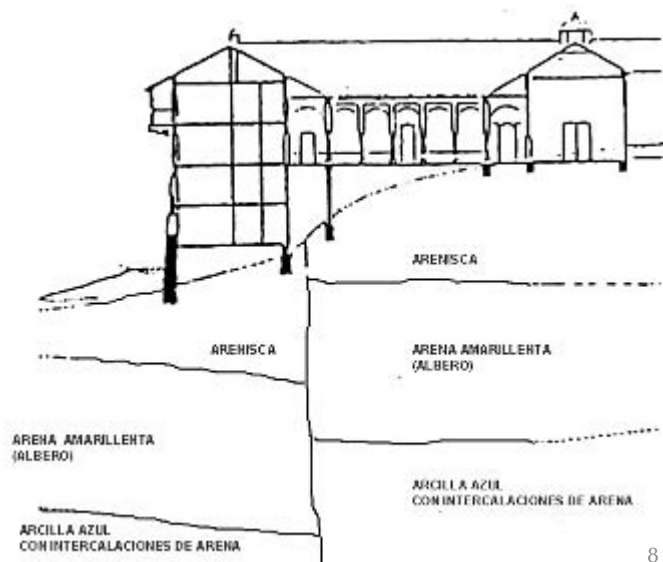 A
ARENISCA
ARENISCA
ARENA AMARILLENTA
(ALBERO)
ARENA AMARILLENTA
(ALBERO)
ARCILLA AZUL
CON INTERCALACIONES DE ARENA
ARCILLA AZUL
CON INTERCALACIONES DE ARENA
8